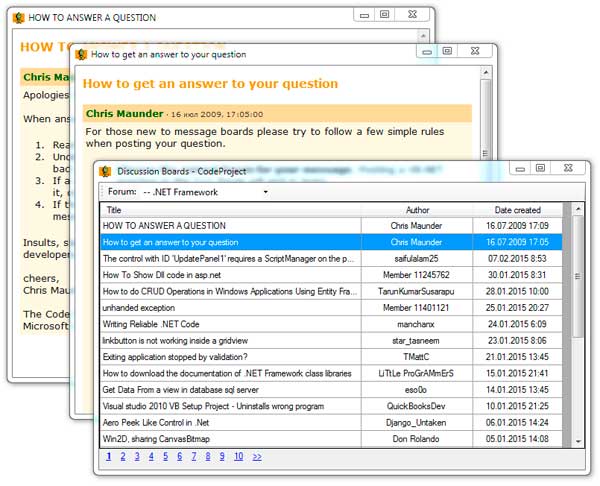 HOW TO ANSWER A QUESTION
HOW TO
Chris Mau
Apologies
When answ
1. Rea
2. Und
bac
3. If a
it, e
4. If th
mes
Insults, s
developer
cheers,
Chris Mau
The Code
Microsoft
How to get an answer to your question
How to get an answer to your question
Chris Maunder - 16 июл 2009, 17:05:00
For those new to message boards please try to follow a few simple rules
when posting your question.
Discussion Boards - CodeProject
Forum: -- .NET Framework
Title Author Date created
HOW TO ANSWER A QUESTION Chris Maunder 16.07.2009 17:09
How to get an answer to your question Chris Maunder 16.07.2009 17:05
The control with ID 'UpdatePanel1' requires a ScriptManager on the p... saifulalam25 07.02.2015 8:53
How To Show Dll code in asp.net Member 11245762 30.01.2015 8:31
How to do CRUD Operations in Windows Applications Using Entity Fra... TarunKumarSusarapu 28.01.2015 10:00
unhanded exception Member 11401121 25.01.2015 20:27
Writing Reliable .NET Code manchanx 24.01.2015 6:09
linkbutton is not working inside a gridview star_tasneem 23.01.2015 8:06
Exiting application stopped by validation? TMattC 21.01.2015 13:45
How to download the documentation of .NET Framework class libraries LiTtLe ProGrAMmErS 15.01.2015 21:41
Get Data From a view in database sql server eso0o 14.01.2015 13:45
Visual studio 2010 VB Setup Project - Uninstalls wrong program QuickBooksDev 10.01.2015 21:25
Aero Peek Like Control in .Net Django_Untaken 06.01.2015 14:24
Win2D, sharing CanvasBitmap Don Rolando 05.01.2015 14:08
1 2 3 4 5 6 7 8 9 10 >>